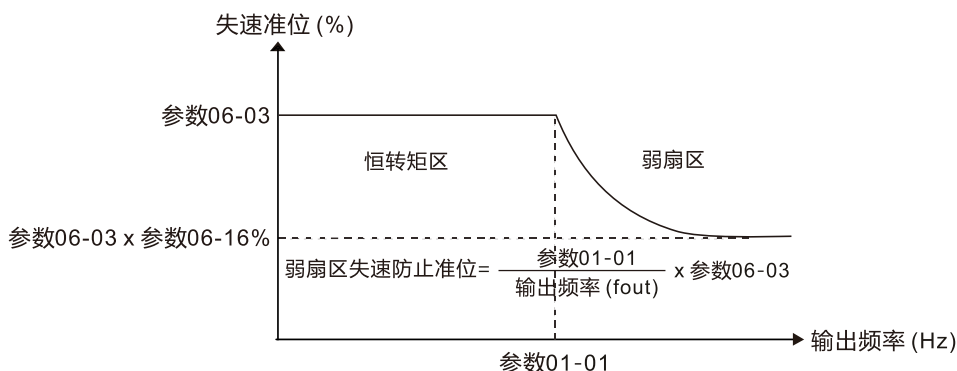 失速准位 (%)
参数06-03
恒转矩区
弱扇区
参数06-03 x 参数06-16%
弱扇区失速防止准位= 参数01-01 / 输出频率 (fout) x 参数06-03
输出频率 (Hz)
参数01-01